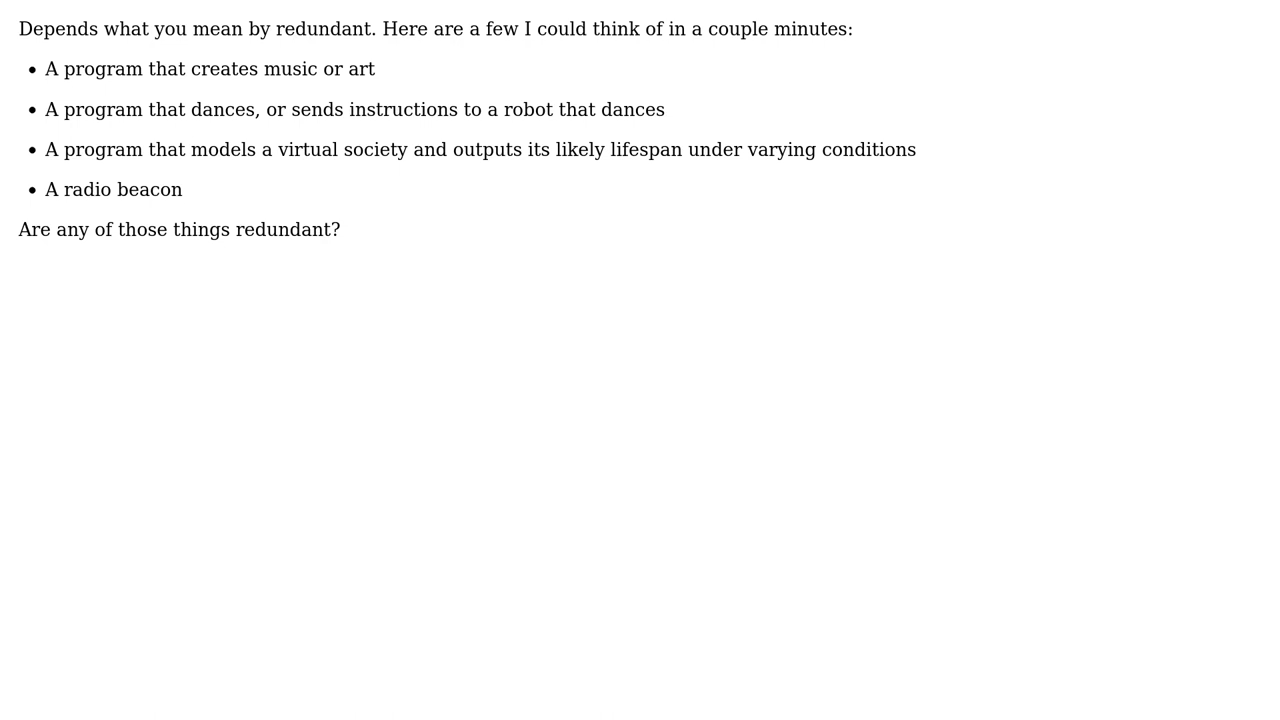 Depends what you mean by redundant. Here are a few I could think of in a couple minutes:
• A program that creates music or art
• A program that dances, or sends instructions to a robot that dances
• A program that models a virtual society and outputs its likely lifespan under varying conditions
• A radio beacon
Are any of those things redundant?